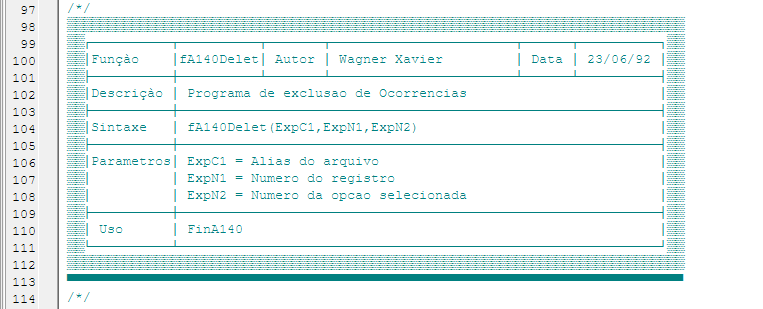 97 /*/
98
99
100 Função fA140Delet Autor Wagner Xavier Data 23/06/92
101
102 Descrição Programa de exclusao de Ocorrencias
103
104 Sintaxe fA140Delet(ExpC1,ExpN1,ExpN2)
105
106 Parametros ExpC1 = Alias do arquivo
107 ExpN1 = Numero do registro
108 ExpN2 = Numero da opcao selecionada
109
110 Uso FinA140
111
112
113
114 /*/